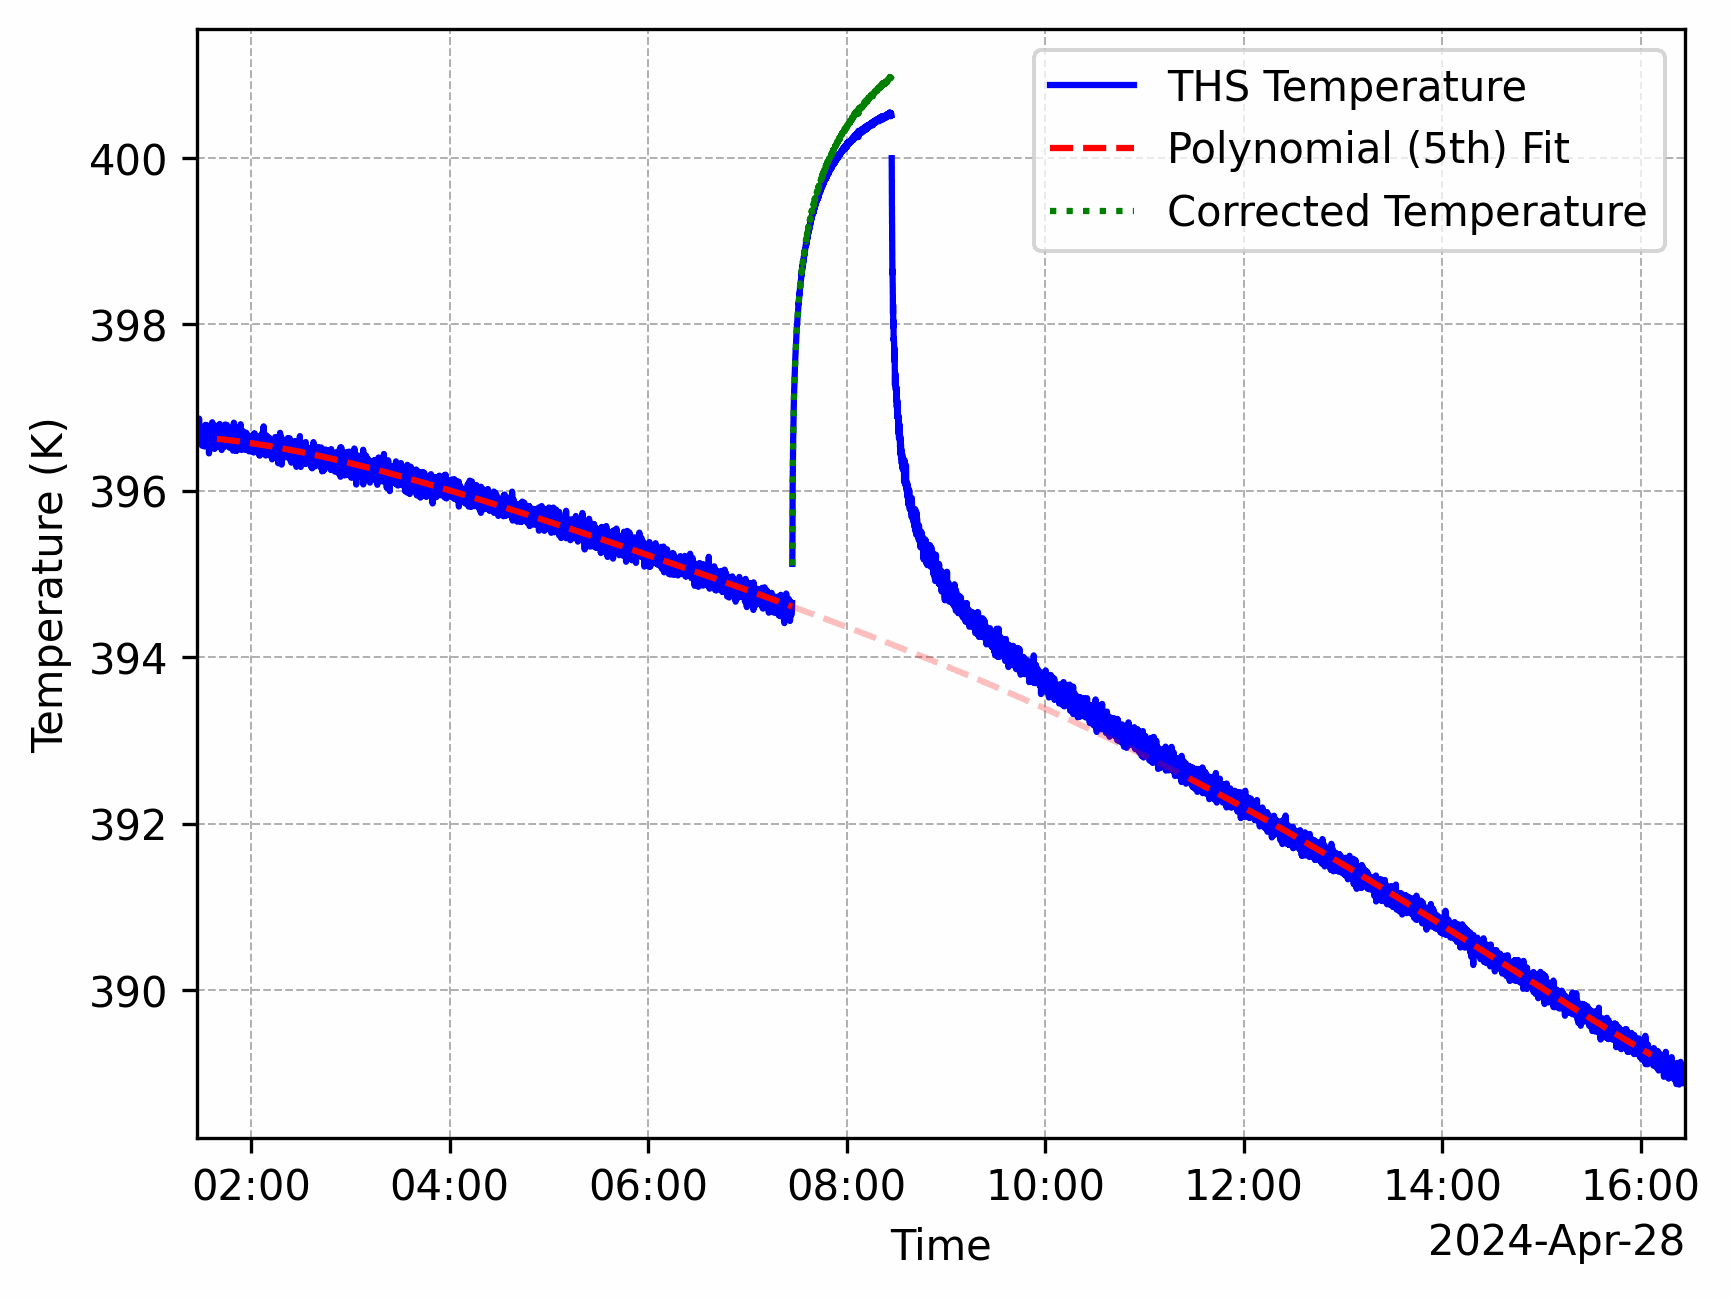 THS Temperature
Polynomial (5th) Fit
Corrected Temperature
400
398
396
394
392
390
Temperature (K)
02:00 04:00 06:00 08:00 10:00 12:00 14:00 16:00
Time
2024-Apr-28